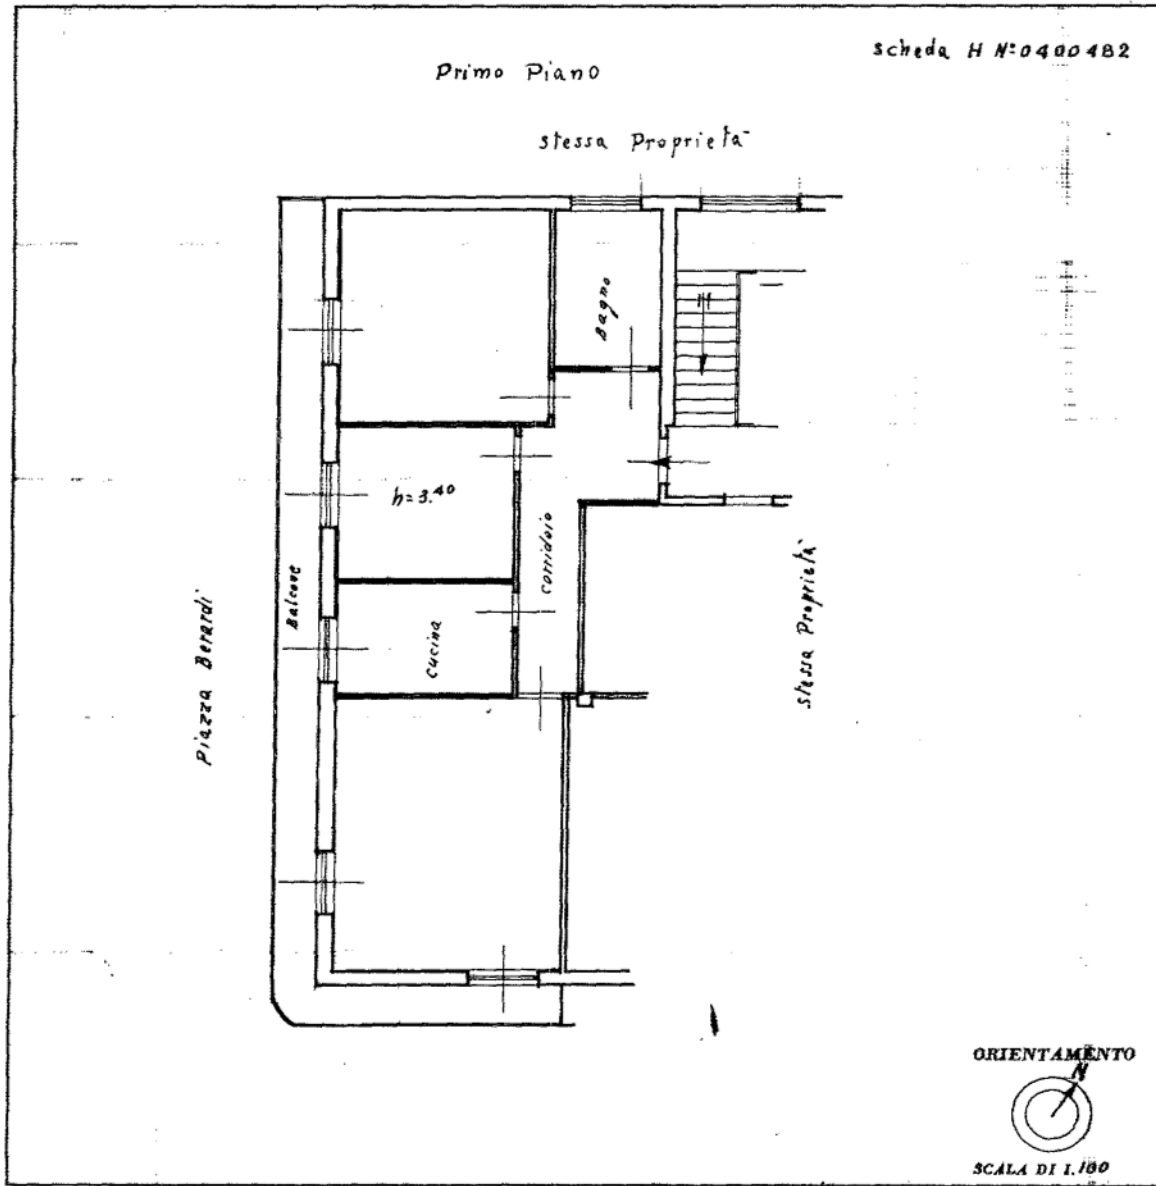 scheda H Nº 0400482
Primo Piano
stessa Proprietà
Bagno
h=3.40
corridoio
Balcone
cucina
Piazza Berardi
stessa Proprietà
ORIENTAMENTO
N
SCALA DI 1.100